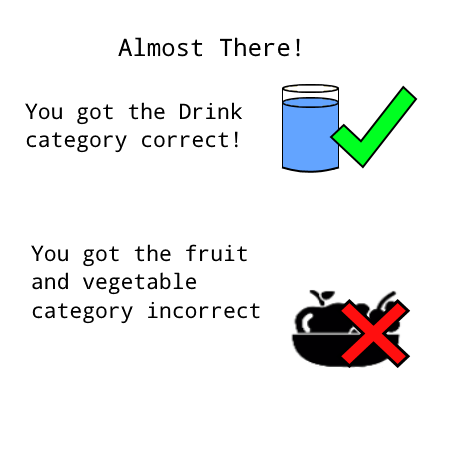 Almost There!
You got the Drink
category correct!
You got the fruit
and vegetable
category incorrect